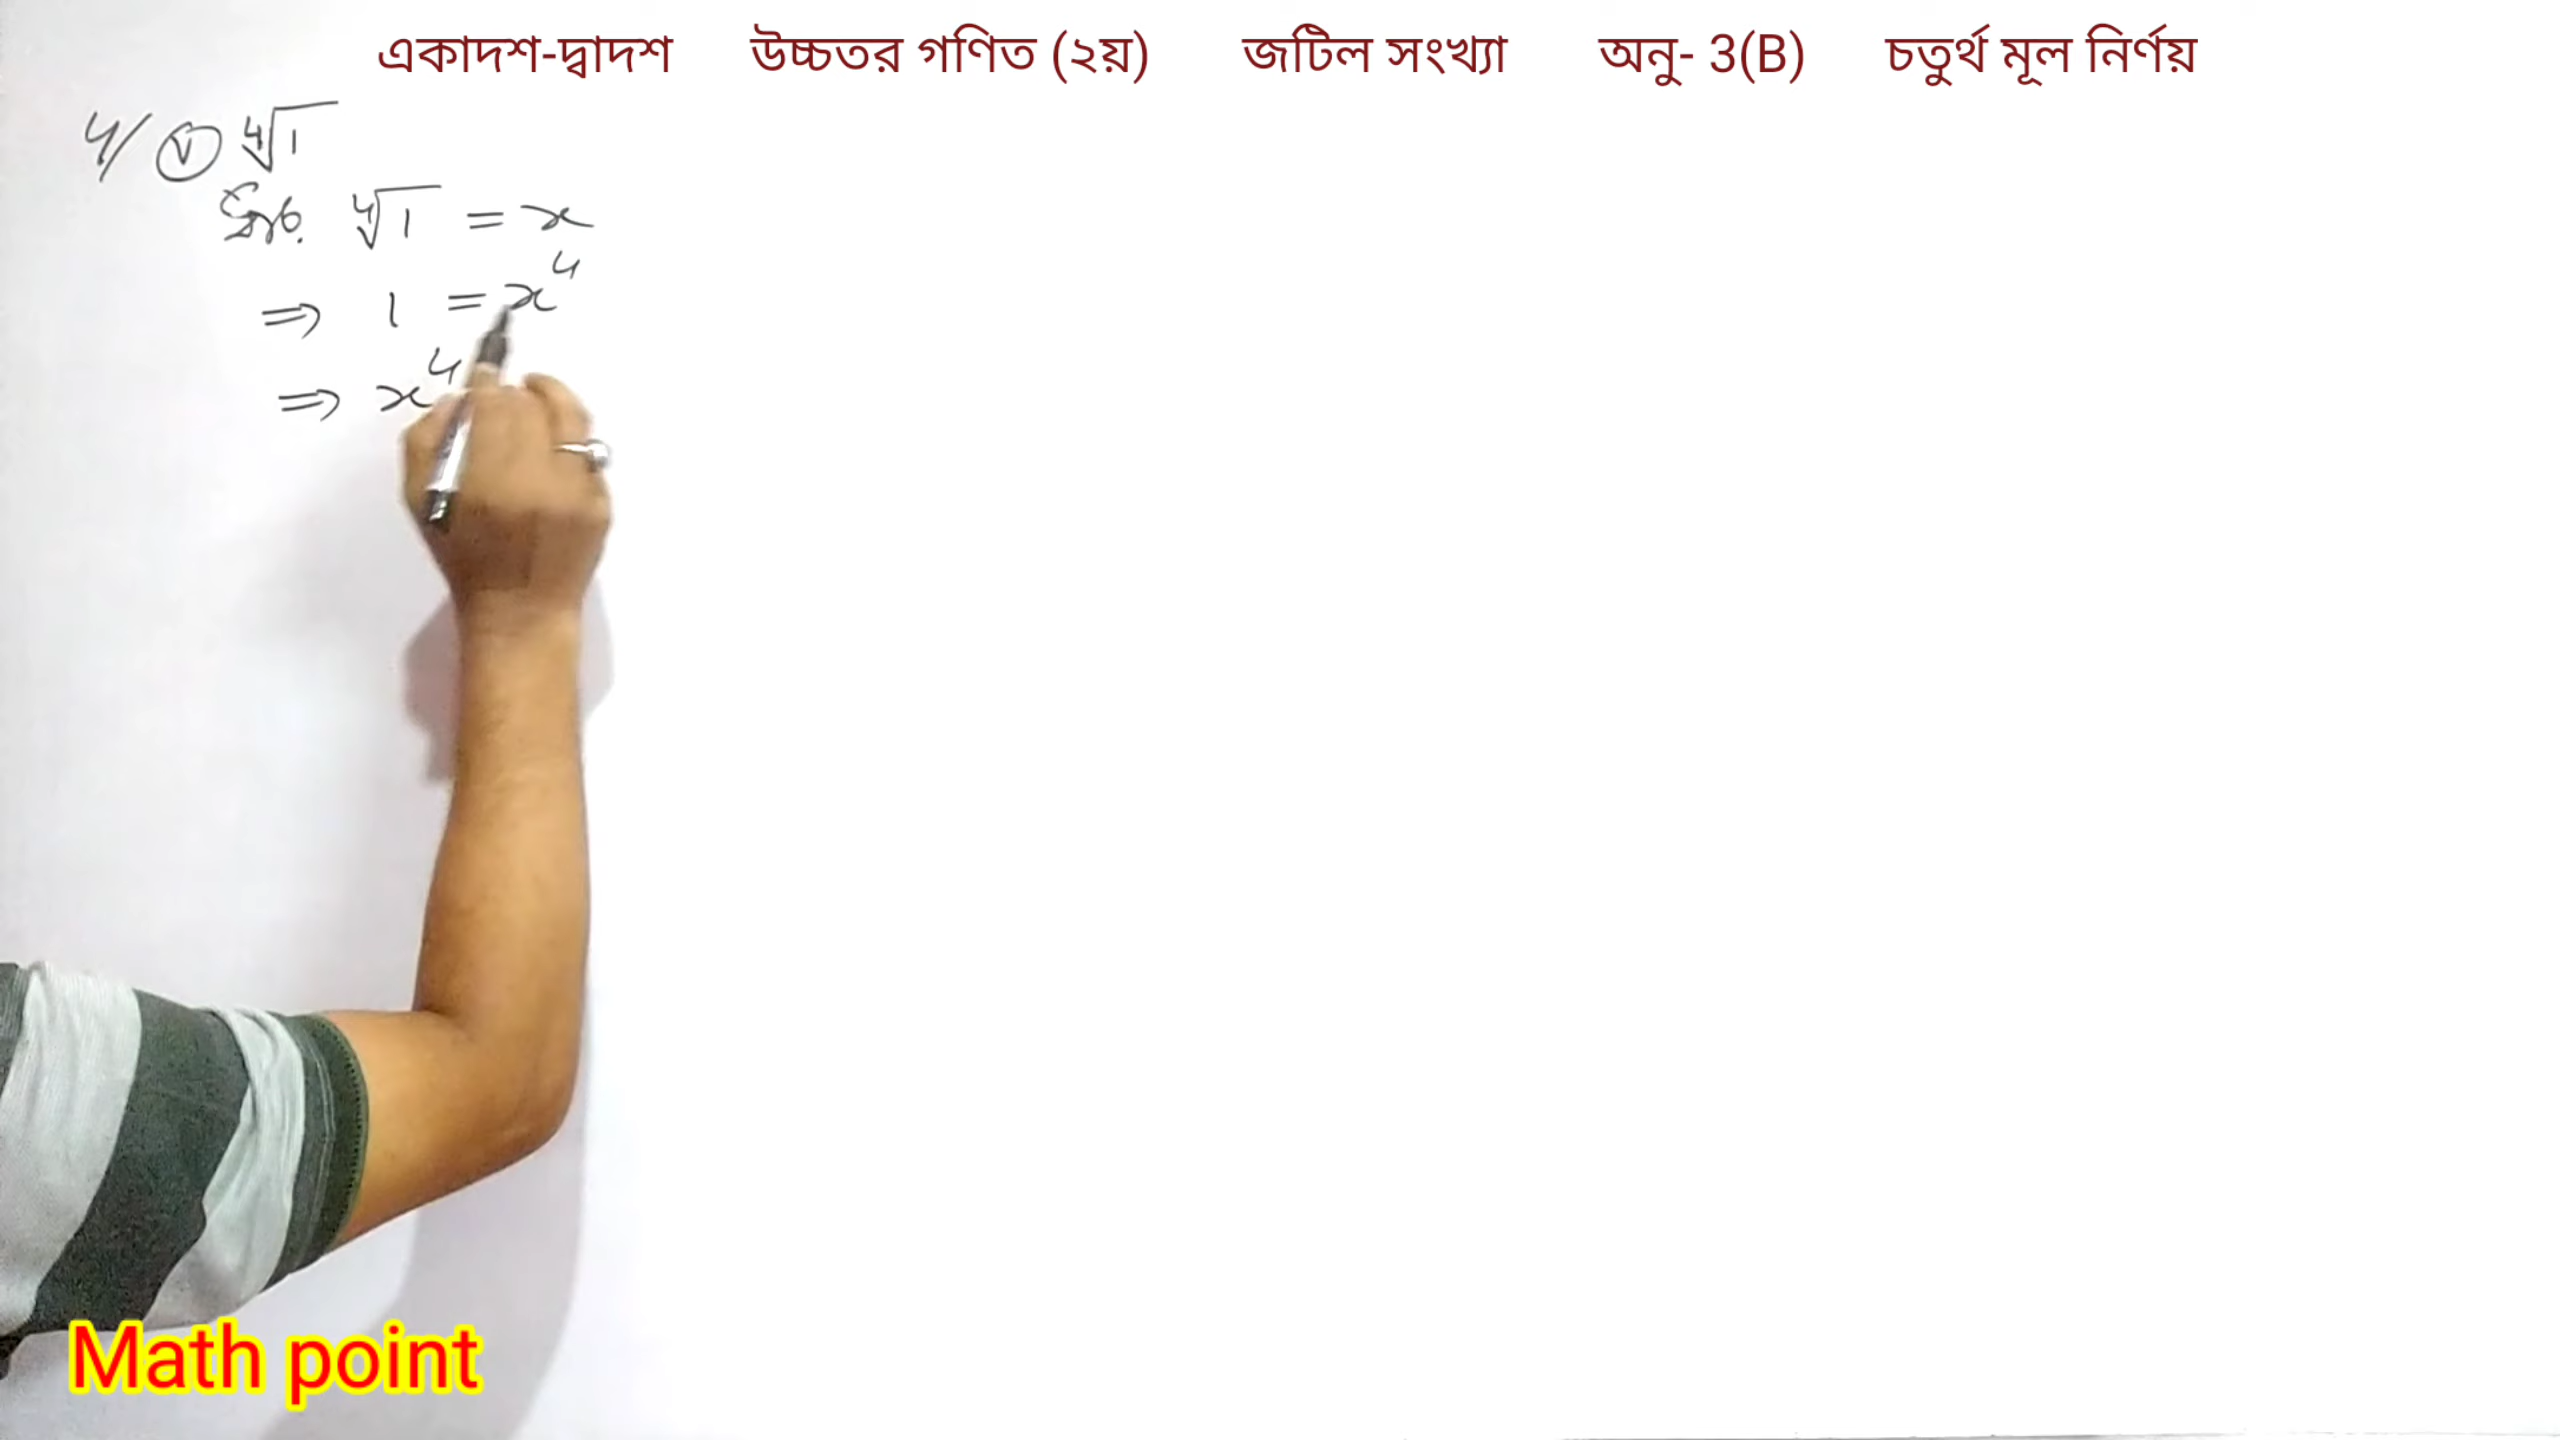 একাদশ-দ্বাদশ উচ্চতর গণিত (২য়) জটিল সংখ্যা অনু- 3(B) চতুর্থ মূল নির্ণয়
4/ ⓥ ∜1
ধরি, ∜1 = x
⇒ 1 = x⁴
⇒ x⁴
Math point